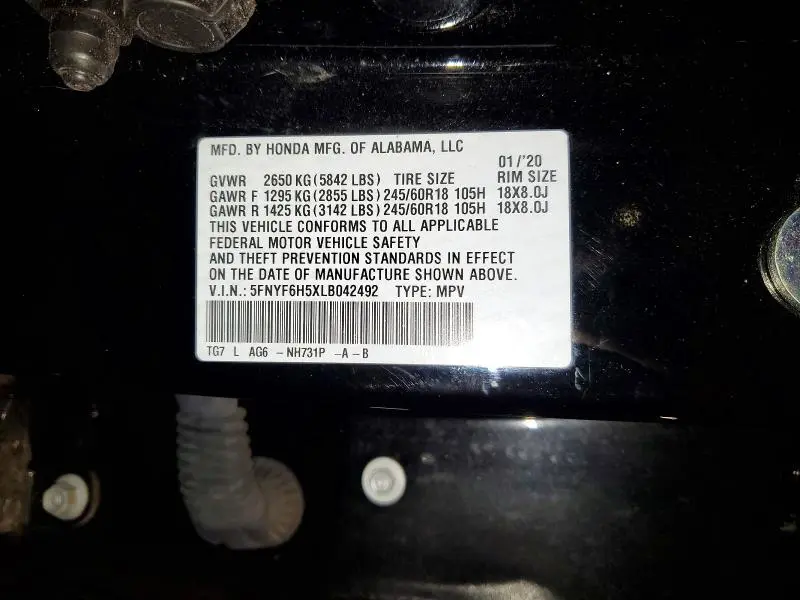 MFD. BY HONDA MFG. OF ALABAMA, LLC
01/'20
GVWR 2650 KG (5842 LBS) TIRE SIZE RIM SIZE
GAWR F 1295 KG (2855 LBS) 245/60R18 105H 18X8.0J
GAWR R 1425 KG (3142 LBS) 245/60R18 105H 18X8.0J
THIS VEHICLE CONFORMS TO ALL APPLICABLE
FEDERAL MOTOR VEHICLE SAFETY
AND THEFT PREVENTION STANDARDS IN EFFECT
ON THE DATE OF MANUFACTURE SHOWN ABOVE.
V.I.N.: 5FNYF6H5XLB042492 TYPE: MPV
TG7 L AG6 - NH731P -A-B